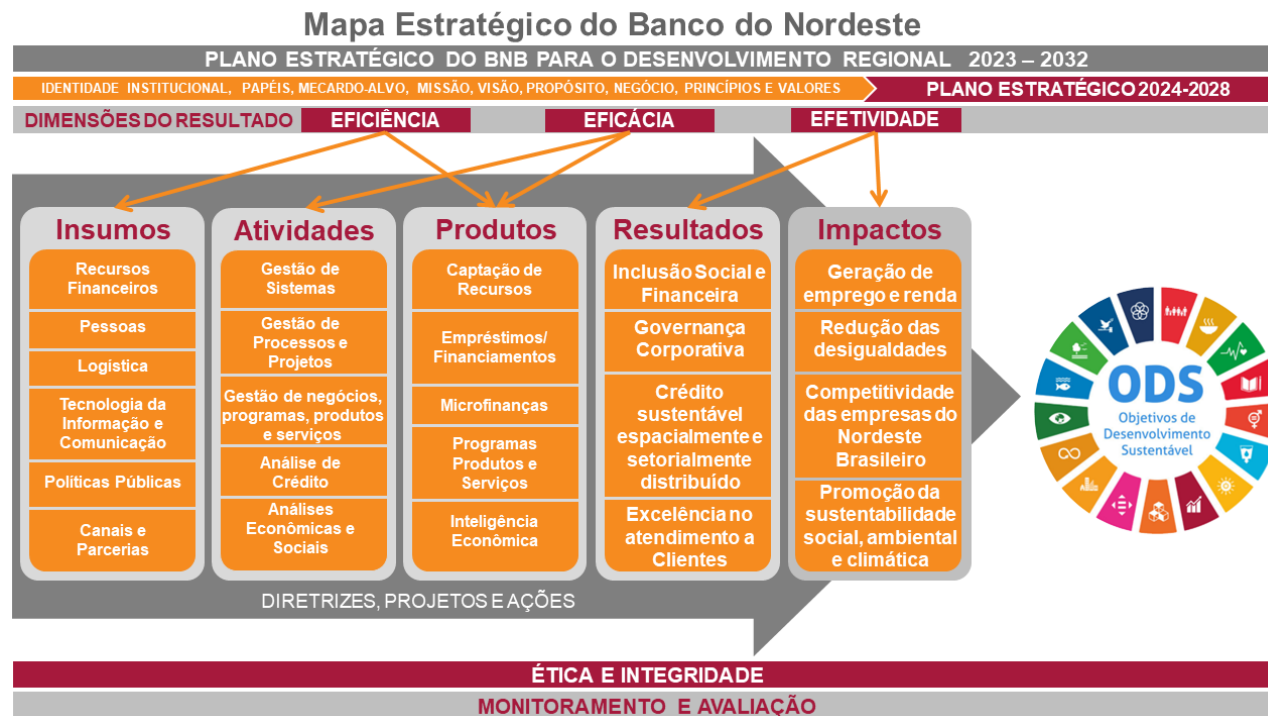 Mapa Estratégico do Banco do Nordeste
PLANO ESTRATÉGICO DO BNB PARA O DESENVOLVIMENTO REGIONAL 2023 – 2032
IDENTIDADE INSTITUCIONAL, PAPÉIS, MECARDO-ALVO, MISSÃO, VISÃO, PROPÓSITO, NEGÓCIO, PRINCÍPIOS E VALORES
PLANO ESTRATÉGICO 2024-2028
DIMENSÕES DO RESULTADO
EFICIÊNCIA
EFICÁCIA
EFETIVIDADE
Insumos
Recursos
Financeiros
Pessoas
Logística
Tecnologia da
Informação e
Comunicação
Políticas Públicas
Canais e
Parcerias
Atividades
Gestão de
Sistemas
Gestão de
Processos e
Projetos
Gestão de negócios,
programas, produtos
e serviços
Análise de
Crédito
Análises
Econômicas e
Sociais
Produtos
Captação de
Recursos
Empréstimos/
Financiamentos
Microfinanças
Programas
Produtos e
Serviços
Inteligência
Econômica
Resultados
Inclusão Social e
Financeira
Governança
Corporativa
Crédito
sustentável
espacialmente e
setorialmente
distribuído
Excelência no
atendimento a
Clientes
Impactos
Geração de
emprego e renda
Redução das
desigualdades
Competitividade
das empresas do
Nordeste
Brasileiro
Promoção da
sustentabilidade
social, ambiental
e climática
ODS
Objetivos de
Desenvolvimento
Sustentável
DIRETRIZES, PROJETOS E AÇÕES
ÉTICA E INTEGRIDADE
MONITORAMENTO E AVALIAÇÃO